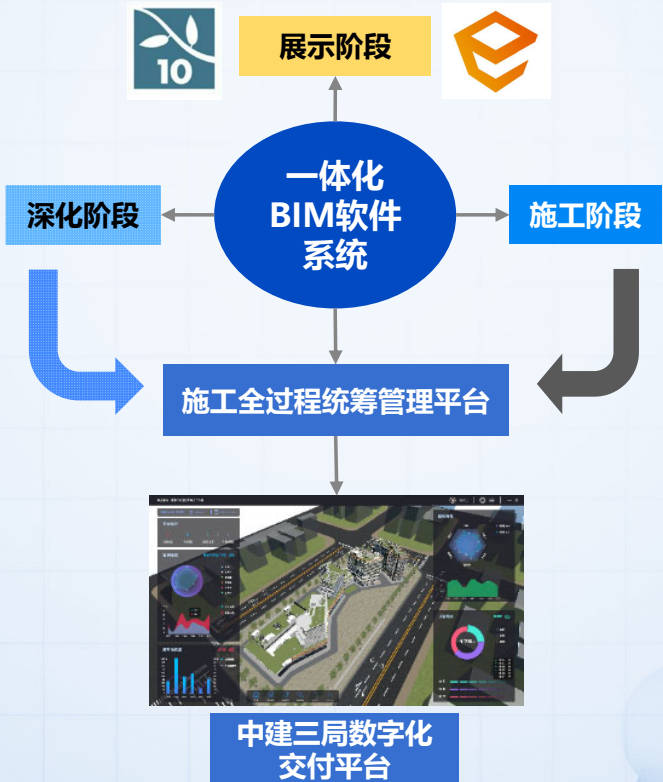 10
展示阶段
一体化
BIM软件
系统
深化阶段
施工阶段
施工全过程统筹管理平台
中建三局数字化
交付平台